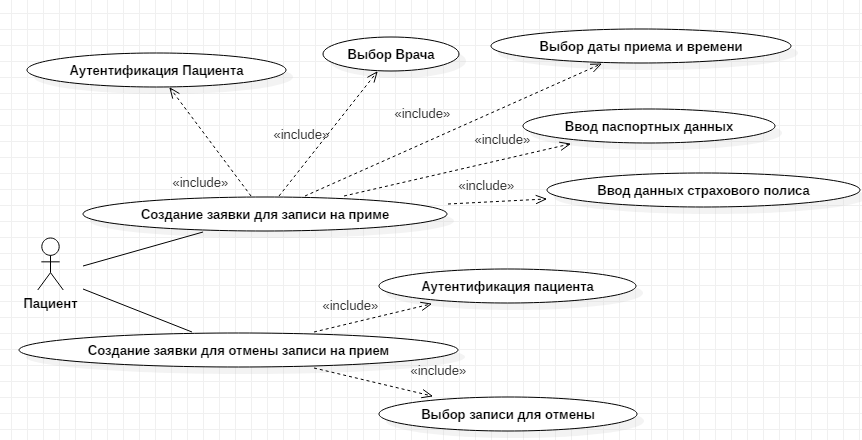 Выбор даты приема и времени
Выбор Врача
Аутентификация Пациента
«include»
Ввод паспортных данных
«include»
«include»
«include»
«include»
Ввод данных страхового полиса
Создание заявки для записи на приме
Пациент
Аутентификация пациента
«include»
Создание заявки для отмены записи на прием
«include»
Выбор записи для отмены